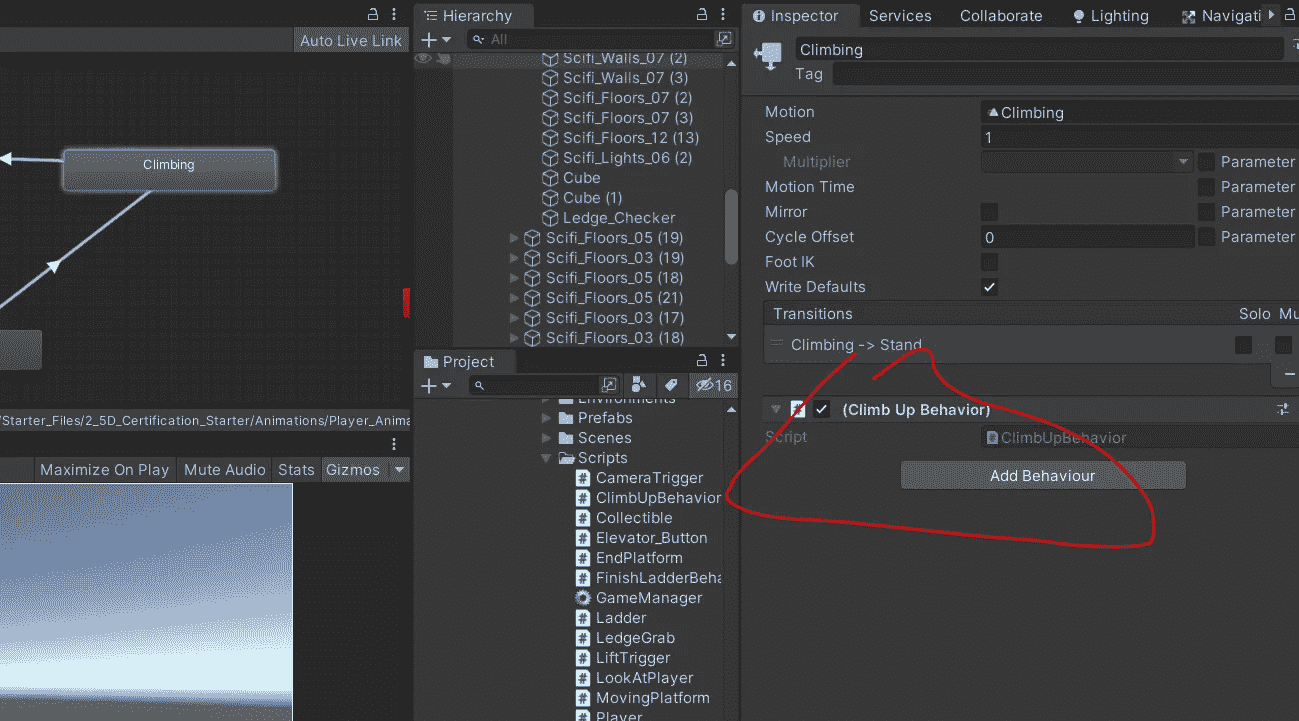 Auto Live Link
Climbing
/Starter_Files/2_5D_Certification_Starter/Animations/Player_Anima
Maximize On Play Mute Audio Stats Gizmos
Hierarchy
All
Scifi_Walls_07 (2)
Scifi_Walls_07 (3)
Scifi_Floors_07 (2)
Scifi_Floors_07 (3)
Scifi_Floors_12 (13)
Scifi_Lights_06 (2)
Cube
Cube (1)
Ledge_Checker
Scifi_Floors_05 (19)
Scifi_Floors_03 (19)
Scifi_Floors_05 (18)
Scifi_Floors_05 (21)
Scifi_Floors_03 (17)
Scifi_Floors_03 (18)
Project
16
Environments
Prefabs
Scenes
Scripts
CameraTrigger
ClimbUpBehavior
Collectible
Elevator_Button
EndPlatform
FinishLadderBeha
GameManager
Ladder
LedgeGrab
LiftTrigger
LookAtPlayer
MovingPlatform
Player
Inspector Services Collaborate Lighting Navigati
Climbing
Tag
Motion Climbing
Speed 1
Multiplier Parameter
Motion Time Parameter
Mirror Parameter
Cycle Offset 0 Parameter
Foot IK
Write Defaults
Transitions Solo Mu
Climbing -> Stand
(Climb Up Behavior)
Script ClimbUpBehavior
Add Behaviour